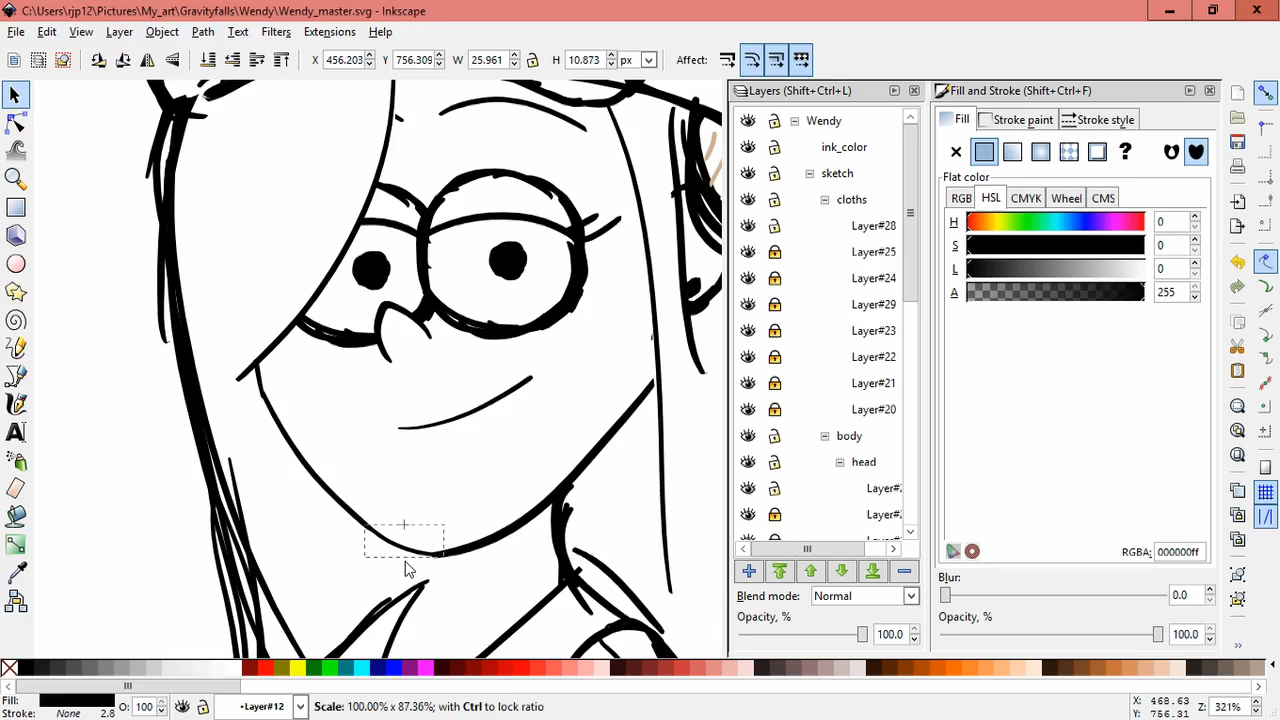 C:\Users\rjp12\Pictures\My_art\Gravityfalls\Wendy\Wendy_master.svg - Inkscape
File Edit View Layer Object Path Text Filters Extensions Help
X 456.203 Y 756.309 W 25.961 H 10.873 px Affect:
Layers (Shift+Ctrl+L)
Wendy
ink_color
sketch
cloths
Layer#28
Layer#25
Layer#24
Layer#29
Layer#23
Layer#22
Layer#21
Layer#20
body
head
Layer#
Layer#
Blend mode: Normal
Opacity, %
100.0
Fill and Stroke (Shift+Ctrl+F)
Fill Stroke paint Stroke style
?
Flat color
RGB HSL CMYK Wheel CMS
H 0
S 0
L 0
A 255
RGBA: 000000ff
Blur:
0.0
Opacity, %
100.0
Fill:
Stroke: None 2.8
O: 100
•Layer#12
Scale: 100.00% x 87.36%; with Ctrl to lock ratio
X: 468.63
Y: 756.31
Z: 321%